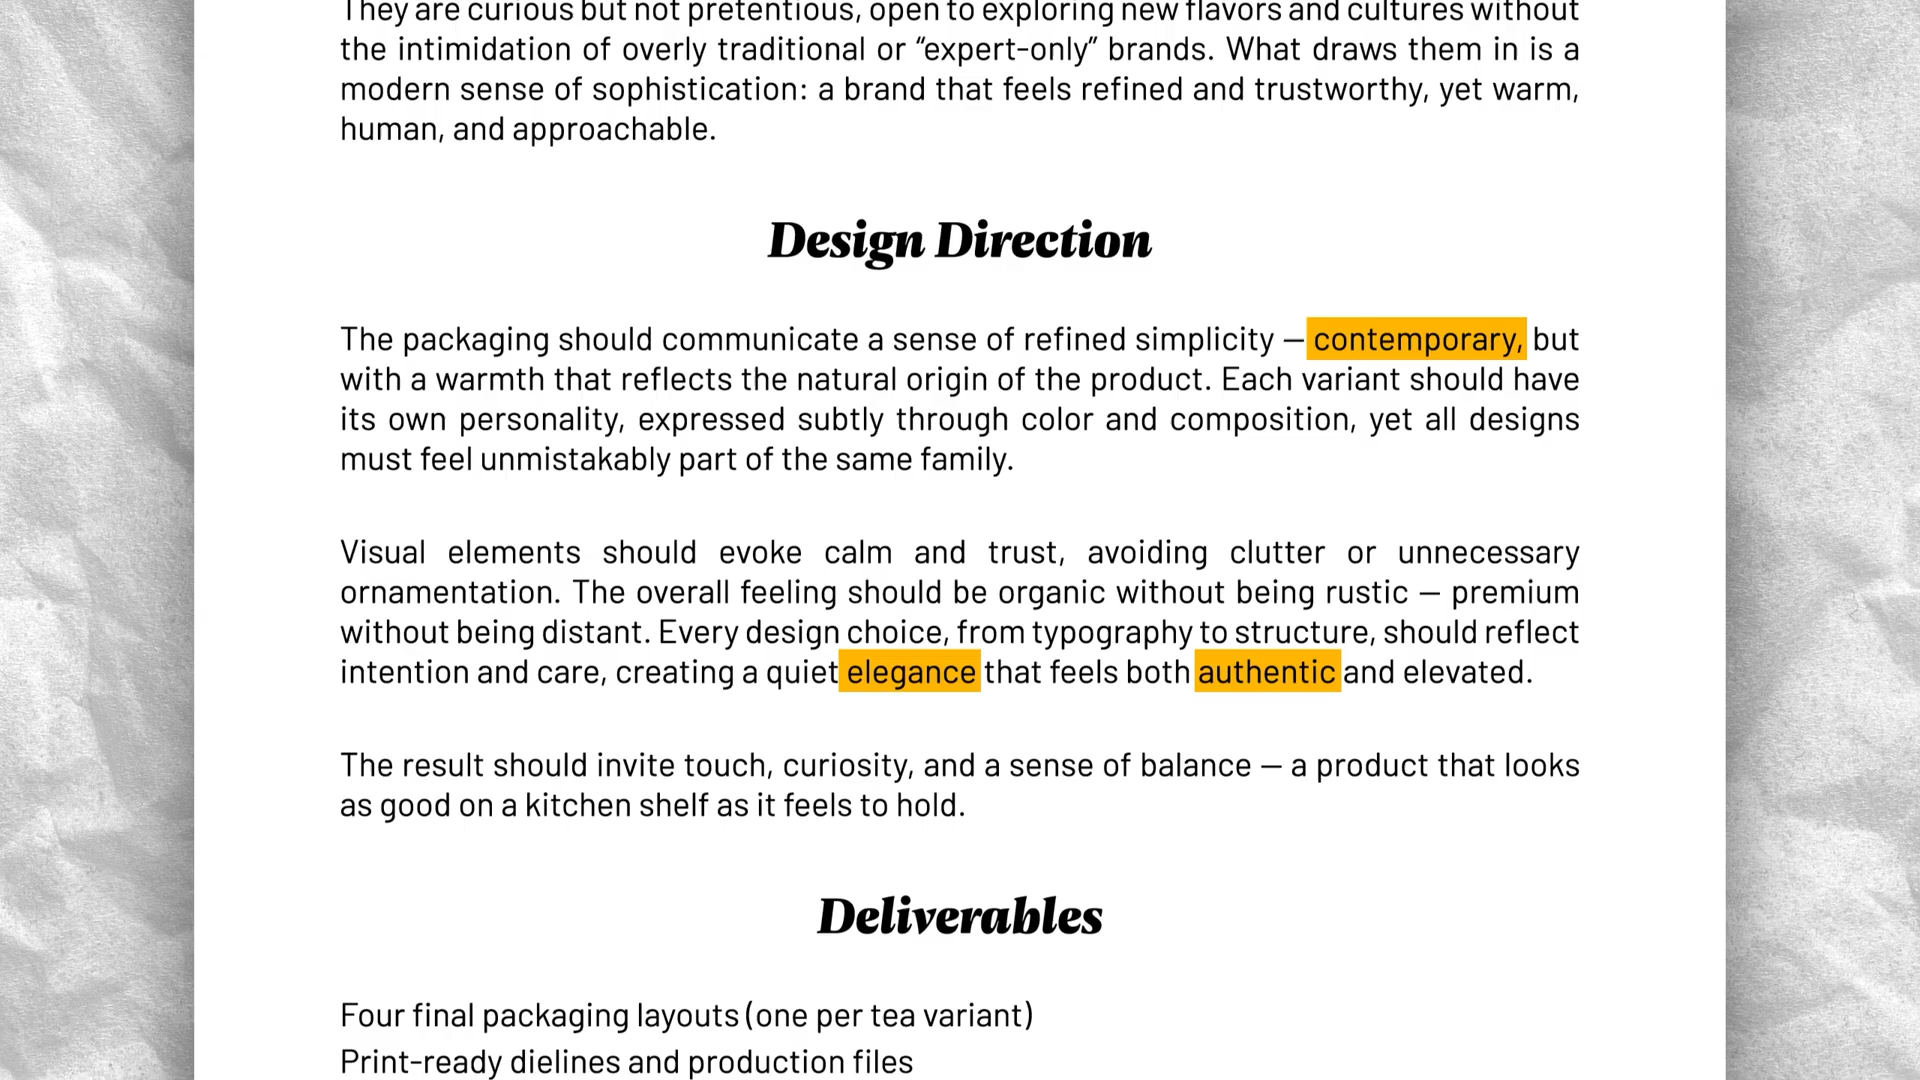 They are curious but not pretentious, open to exploring new flavors and cultures without
the intimidation of overly traditional or “expert-only” brands. What draws them in is a
modern sense of sophistication: a brand that feels refined and trustworthy, yet warm,
human, and approachable.
Design Direction
The packaging should communicate a sense of refined simplicity — contemporary, but
with a warmth that reflects the natural origin of the product. Each variant should have
its own personality, expressed subtly through color and composition, yet all designs
must feel unmistakably part of the same family.
Visual elements should evoke calm and trust, avoiding clutter or unnecessary
ornamentation. The overall feeling should be organic without being rustic — premium
without being distant. Every design choice, from typography to structure, should reflect
intention and care, creating a quiet elegance that feels both authentic and elevated.
The result should invite touch, curiosity, and a sense of balance — a product that looks
as good on a kitchen shelf as it feels to hold.
Deliverables
Four final packaging layouts (one per tea variant)
Print-ready dielines and production files